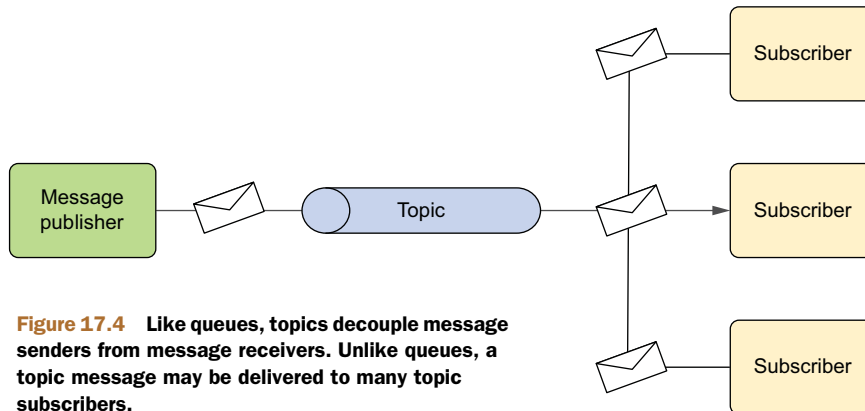 Subscriber
Message
publisher
Topic
Subscriber
Figure 17.4 Like queues, topics decouple message
senders from message receivers. Unlike queues, a
topic message may be delivered to many topic
subscribers.
Subscriber